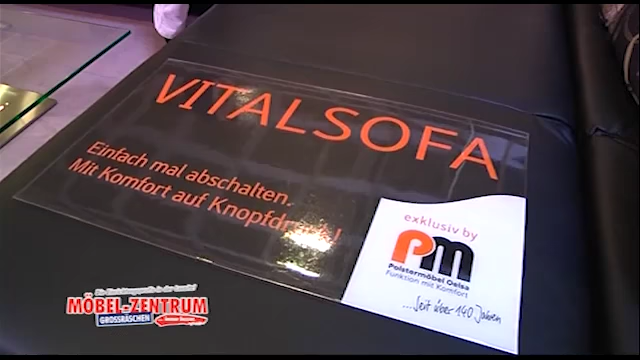 VITALSOFA
Einfach mal abschalten.
Mit Komfort auf
exklusiv by
Pm
Polstermöbel Oelsa
Funktion mit Komfort
....Seit über 140 Jahren
MÖBEL-ZENTRUM
GROSSRÄSCHEN